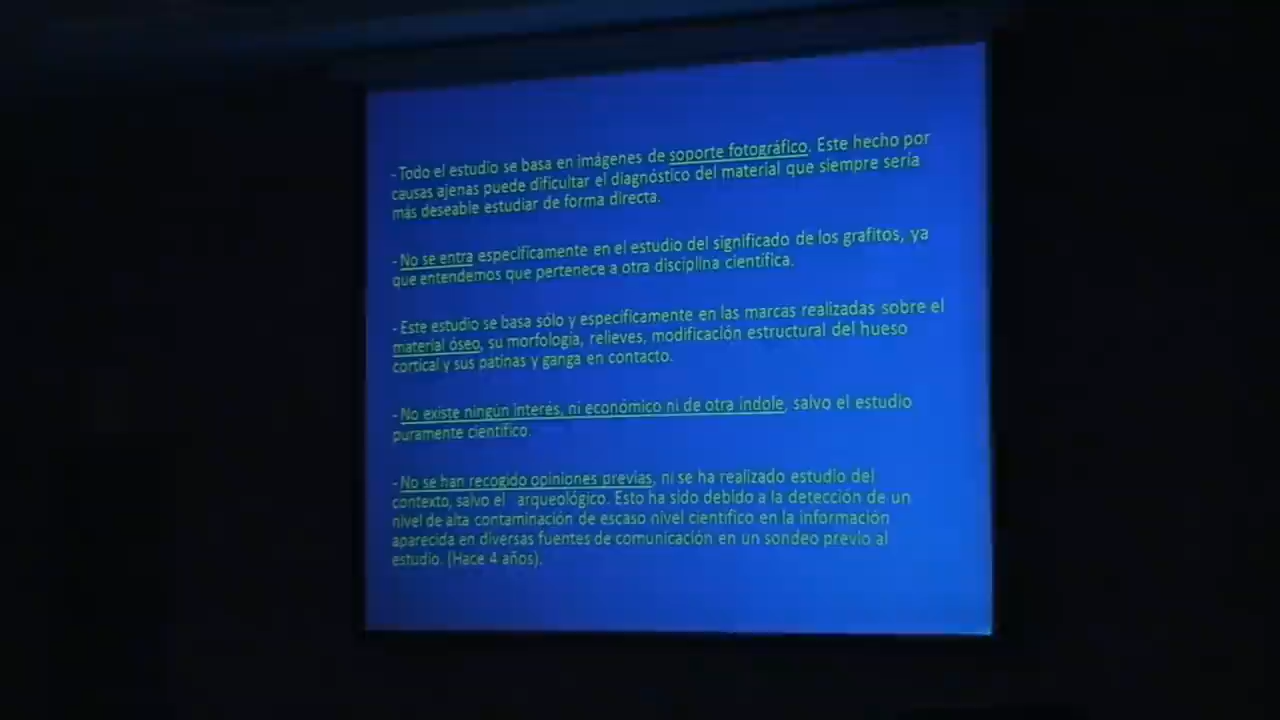 - Todo el estudio se basa en imágenes de soporte fotográfico. Este hecho por
causas ajenas puede dificultar el diagnóstico del material que siempre sería
más deseable estudiar de forma directa.
- No se entra específicamente en el estudio del significado de los grafitos, ya
que entendemos que pertenece a otra disciplina científica.
- Este estudio se basa sólo y específicamente en las marcas realizadas sobre el
material óseo, su morfología, relieves, modificación estructural del hueso
cortical y sus patinas y ganga en contacto.
- No existe ningún interés, ni económico ni de otra índole, salvo el estudio
puramente científico.
- No se han recogido opiniones previas, ni se ha realizado estudio del
contexto, salvo el arqueológico. Esto ha sido debido a la detección de un
nivel de alta contaminación de escaso nivel científico en la información
aparecida en diversas fuentes de comunicación en un sondeo previo al
estudio. (Hace 4 años).